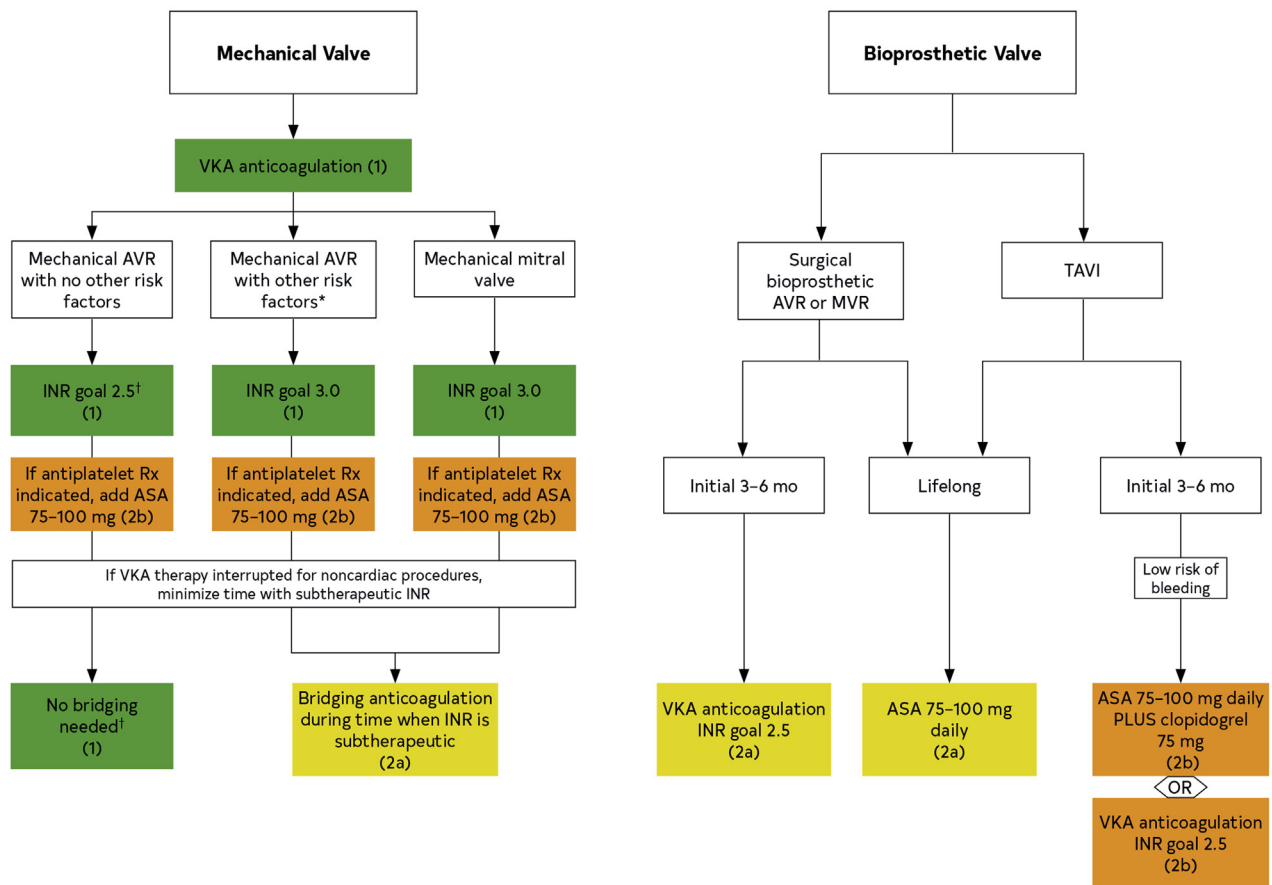 Mechanical Valve
VKA anticoagulation (1)
Mechanical AVR
with no other risk
factors
Mechanical AVR
with other risk
factors*
Mechanical mitral
valve
INR goal 2.5†
(1)
INR goal 3.0
(1)
INR goal 3.0
(1)
If antiplatelet Rx
indicated, add ASA
75–100 mg (2b)
If antiplatelet Rx
indicated, add ASA
75–100 mg (2b)
If antiplatelet Rx
indicated, add ASA
75–100 mg (2b)
If VKA therapy interrupted for noncardiac procedures,
minimize time with subtherapeutic INR
No bridging
needed†
(1)
Bridging anticoagulation
during time when INR is
subtherapeutic
(2a)
Bioprosthetic Valve
Surgical
bioprosthetic
AVR or MVR
TAVI
Initial 3–6 mo
Lifelong
Initial 3–6 mo
Low risk of
bleeding
VKA anticoagulation
INR goal 2.5
(2a)
ASA 75–100 mg
daily
(2a)
ASA 75–100 mg daily
PLUS clopidogrel
75 mg
(2b)
OR
VKA anticoagulation
INR goal 2.5
(2b)